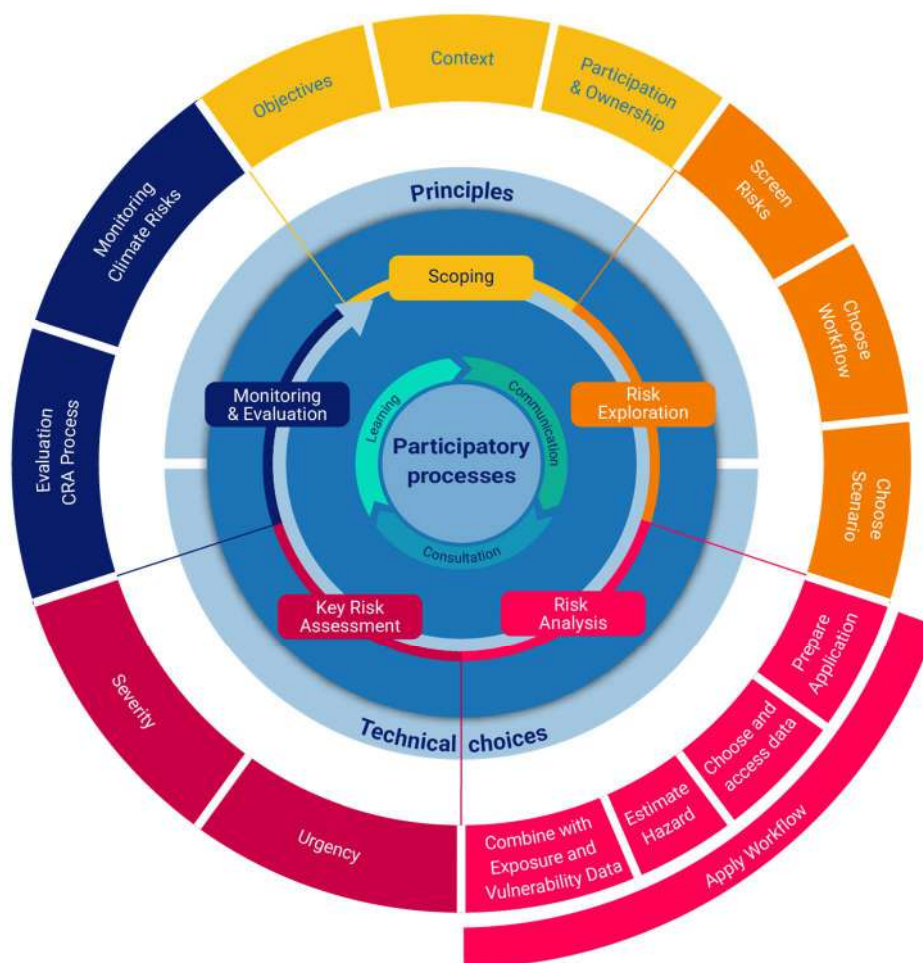 Objectives
Context
Participation
& Ownership
Screen
Risks
Choose
Workflow
Choose
Scenario
Prepare
Application
Choose and
access data
Estimate
Hazard
Combine with
Exposure and
Vulnerability Data
Apply Workflow
Urgency
Severity
Evaluation
CRA Process
Monitoring
Climate Risks
Principles
Scoping
Risk
Exploration
Risk
Analysis
Key Risk
Assessment
Monitoring
& Evaluation
Technical choices
Learning
Communication
Consultation
Participatory
processes